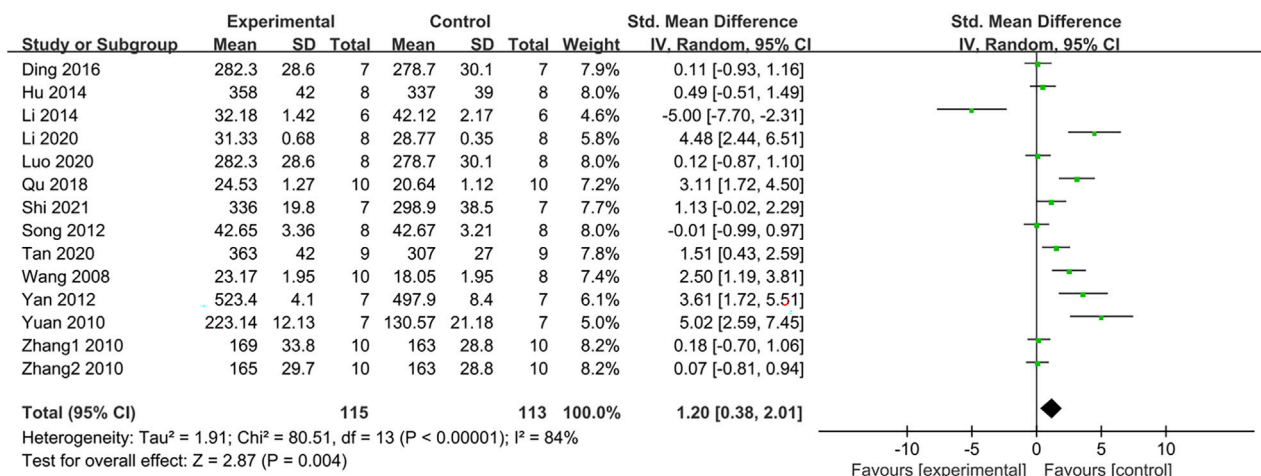 Experimental Control Std. Mean Difference Std. Mean Difference
Study or Subgroup Mean SD Total Mean SD Total Weight IV, Random, 95% CI IV, Random, 95% CI
Ding 2016 282.3 28.6 7 278.7 30.1 7 7.9% 0.11 [-0.93, 1.16]
Hu 2014 358 42 8 337 39 8 8.0% 0.49 [-0.51, 1.49]
Li 2014 32.18 1.42 6 42.12 2.17 6 4.6% -5.00 [-7.70, -2.31]
Li 2020 31.33 0.68 8 28.77 0.35 8 5.8% 4.48 [2.44, 6.51]
Luo 2020 282.3 28.6 8 278.7 30.1 8 8.0% 0.12 [-0.87, 1.10]
Qu 2018 24.53 1.27 10 20.64 1.12 10 7.2% 3.11 [1.72, 4.50]
Shi 2021 336 19.8 7 298.9 38.5 7 7.7% 1.13 [-0.02, 2.29]
Song 2012 42.65 3.36 8 42.67 3.21 8 8.0% -0.01 [-0.99, 0.97]
Tan 2020 363 42 9 307 27 9 7.8% 1.51 [0.43, 2.59]
Wang 2008 23.17 1.95 10 18.05 1.95 8 7.4% 2.50 [1.19, 3.81]
Yan 2012 523.4 4.1 7 497.9 8.4 7 6.1% 3.61 [1.72, 5.51]
Yuan 2010 223.14 12.13 7 130.57 21.18 7 5.0% 5.02 [2.59, 7.45]
Zhang1 2010 169 33.8 10 163 28.8 10 8.2% 0.18 [-0.70, 1.06]
Zhang2 2010 165 29.7 10 163 28.8 10 8.2% 0.07 [-0.81, 0.94]
Total (95% CI) 115 113 100.0% 1.20 [0.38, 2.01]
Heterogeneity: Tau² = 1.91; Chi² = 80.51, df = 13 (P < 0.00001); I² = 84%
Test for overall effect: Z = 2.87 (P = 0.004)
-10 -5 0 5 10
Favours [experimental] Favours [control]